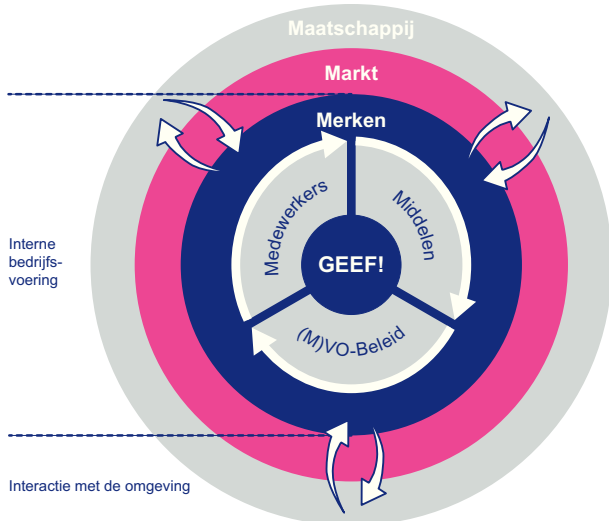 Maatschappij
Markt
Merken
Medewerkers
Middelen
GEEF!
(M)VO-Beleid
Interne
bedrijfs-
voering
Interactie met de omgeving